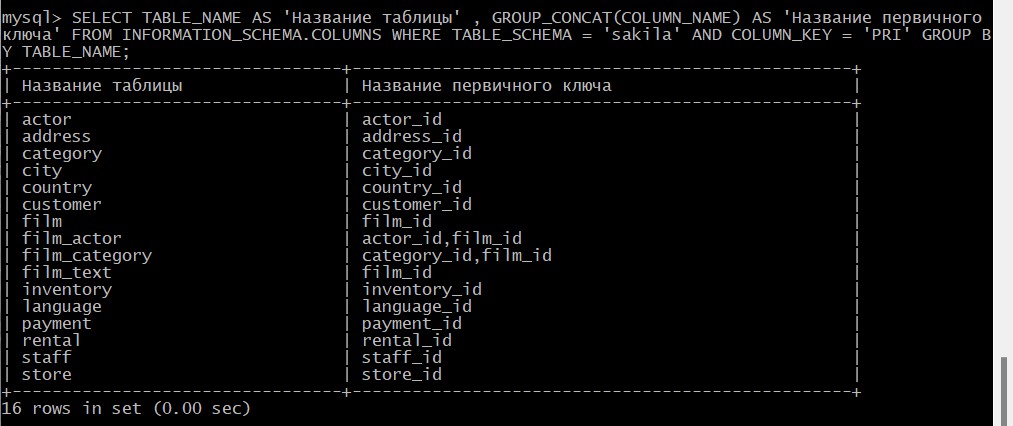 mysql> SELECT TABLE_NAME AS 'Название таблицы' , GROUP_CONCAT(COLUMN_NAME) AS 'Название первичного
ключа' FROM INFORMATION_SCHEMA.COLUMNS WHERE TABLE_SCHEMA = 'sakila' AND COLUMN_KEY = 'PRI' GROUP B
Y TABLE_NAME;
+---------------------------------+--------------------------------------------------+
| Название таблицы | Название первичного ключа |
+---------------------------------+--------------------------------------------------+
| actor | actor_id |
| address | address_id |
| category | category_id |
| city | city_id |
| country | country_id |
| customer | customer_id |
| film | film_id |
| film_actor | actor_id,film_id |
| film_category | category_id,film_id |
| film_text | film_id |
| inventory | inventory_id |
| language | language_id |
| payment | payment_id |
| rental | rental_id |
| staff | staff_id |
| store | store_id |
+---------------------------------+--------------------------------------------------+
16 rows in set (0.00 sec)